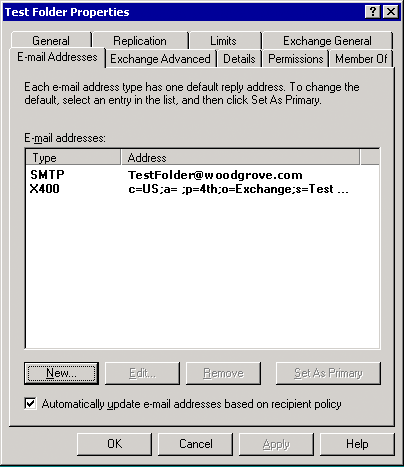 Test Folder Properties
General Replication Limits Exchange General
E-mail Addresses Exchange Advanced Details Permissions Member Of
Each e-mail address type has one default reply address. To change the
default, select an entry in the list, and then click Set As Primary.
E-mail addresses:
Type Address
SMTP TestFolder@woodgrove.com
X400 c=US;a= ;p=4th;o=Exchange;s=Test ...
New... Edit... Remove Set As Primary
Automatically update e-mail addresses based on recipient policy
OK Cancel Apply Help